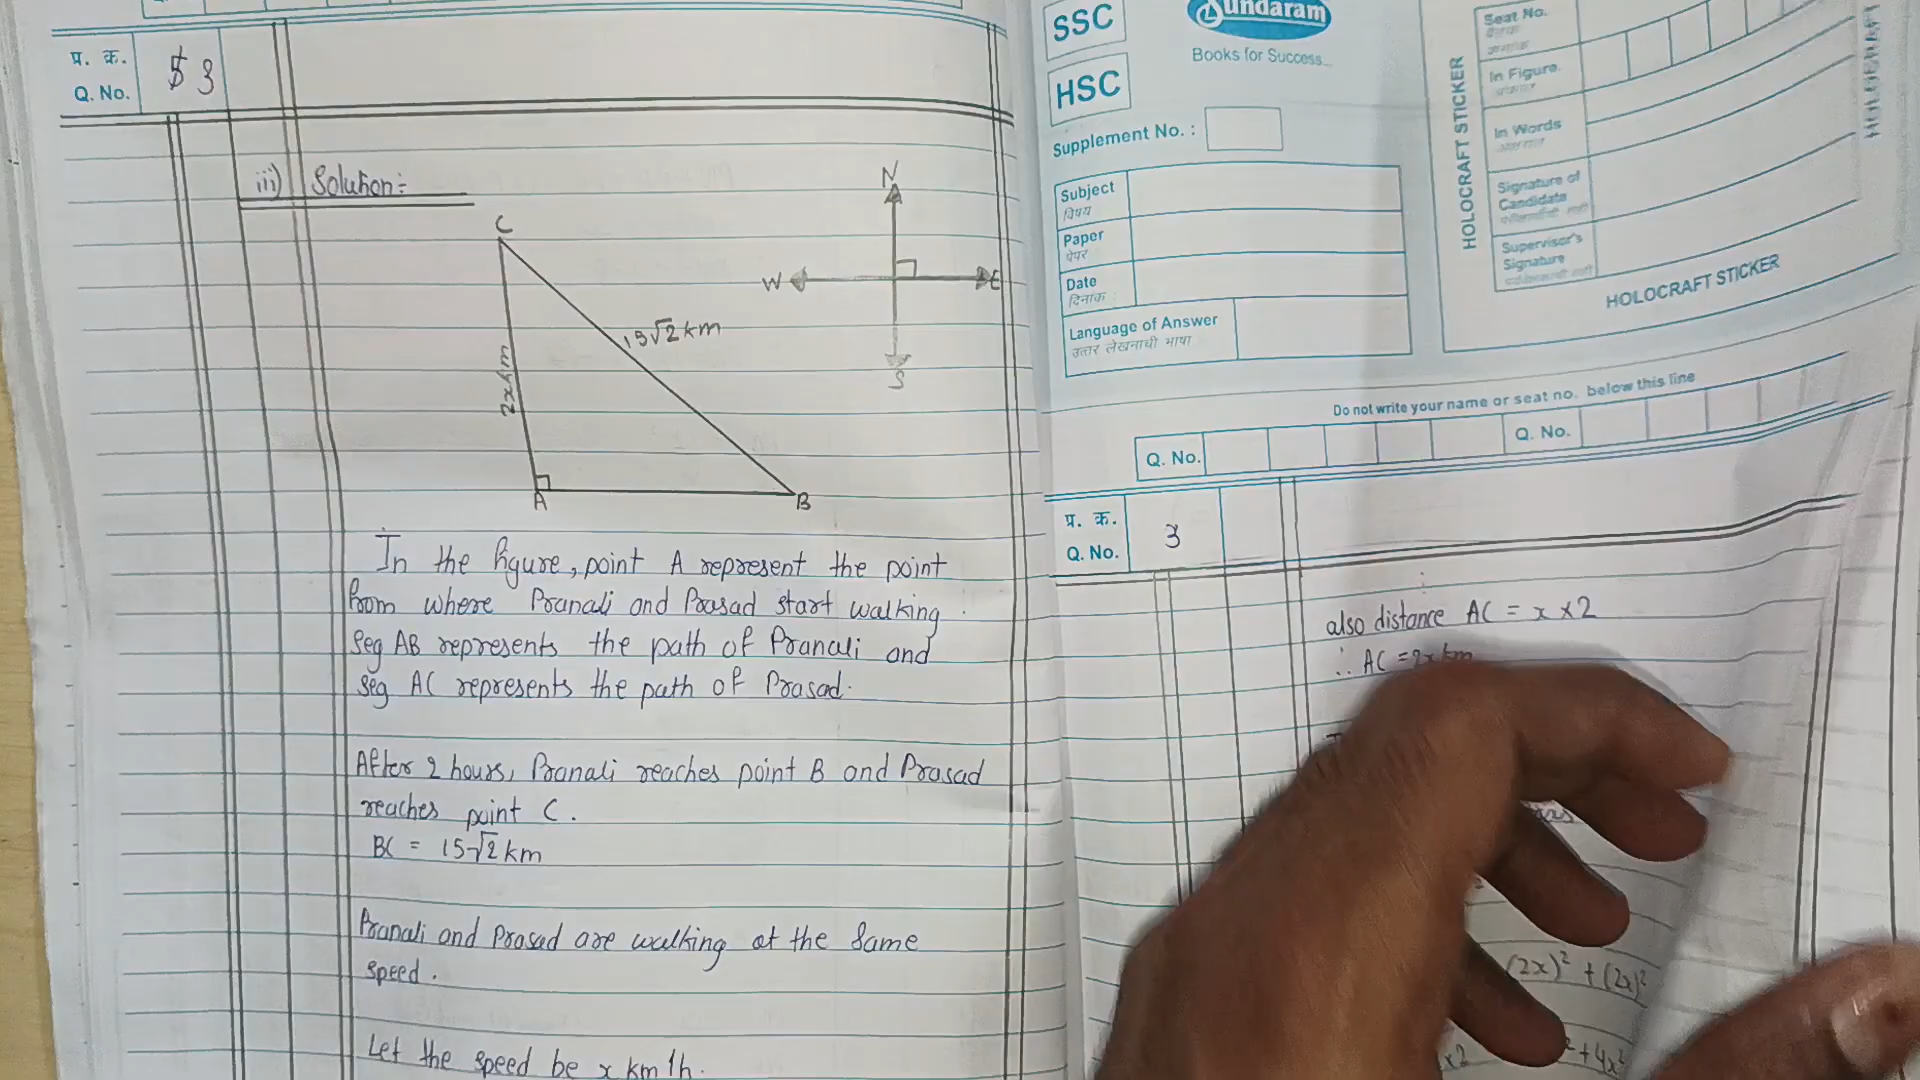 प्र. क्र.
Q. No.
3
iii) Solution:-
C
2x km
15√2 km
A
B
N
W
E
S
In the figure, point A represent the point
from where Pranali and Prasad start walking.
Seg AB represents the path of Pranali and
Seg AC represents the path of Prasad.
After 2 hours, Pranali reaches point B and Prasad
reaches point C.
BC = 15√2 km
Pranali and Prasad are walking at the same
speed.
Let the speed be x km/h.
SSC
HSC
Sundaram
Books for Success...
Supplement No. :
Subject
विषय
Paper
पेपर
Date
दिनांक
Language of Answer
उत्तर लेखनाची भाषा
HOLOCRAFT STICKER
Seat No.
In Figure.
In Words
Signature of
Candidate
Supervisor's
Signature
HOLOCRAFT STICKER
Do not write your name or seat no. below this line
Q. No.
Q. No.
प्र. क्र.
Q. No.
3
also distance AC = x × 2
∴ AC = 2x km
(2x)² + (2x)²
+ 4x²